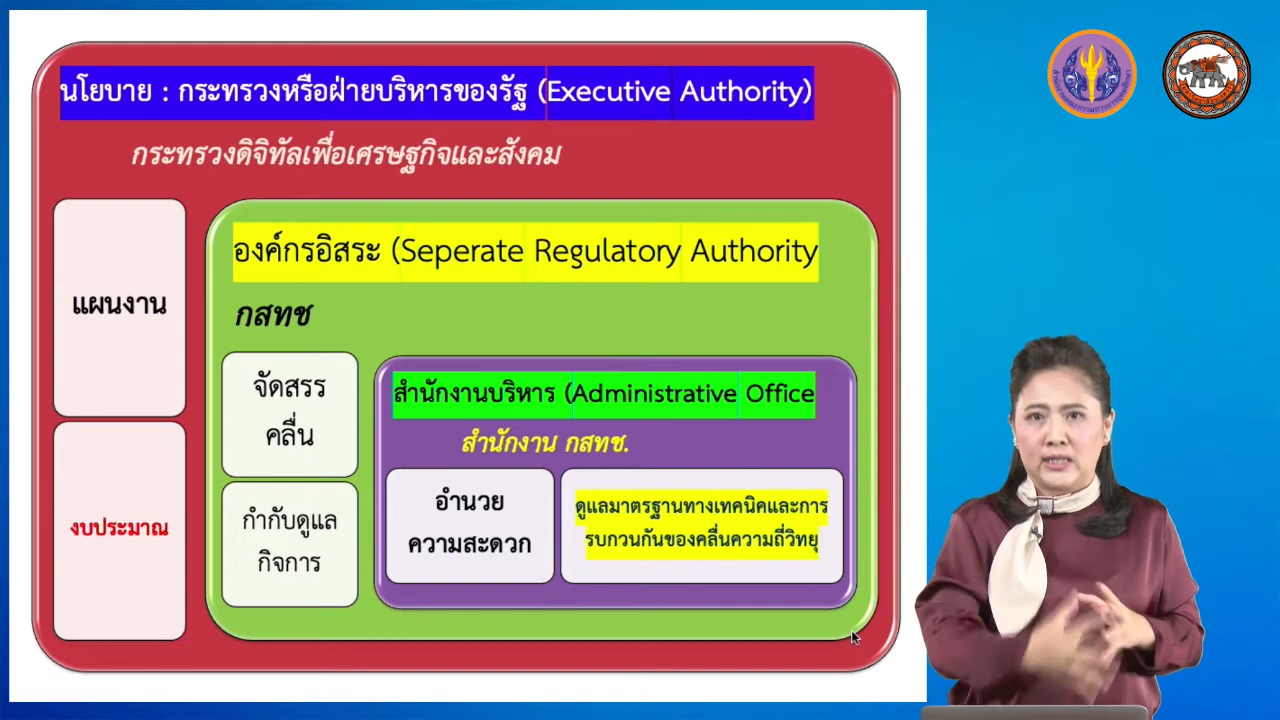 นโยบาย : กระทรวงหรือฝ่ายบริหารของรัฐ (Executive Authority)
กระทรวงดิจิทัลเพื่อเศรษฐกิจและสังคม
แผนงาน
งบประมาณ
องค์กรอิสระ (Seperate Regulatory Authority
กสทช
จัดสรร
คลื่น
กำกับดูแล
กิจการ
สำนักงานบริหาร (Administrative Office
สำนักงาน กสทช.
อำนวย
ความสะดวก
ดูแลมาตรฐานทางเทคนิคและการ
รบกวนกันของคลื่นความถี่วิทยุ